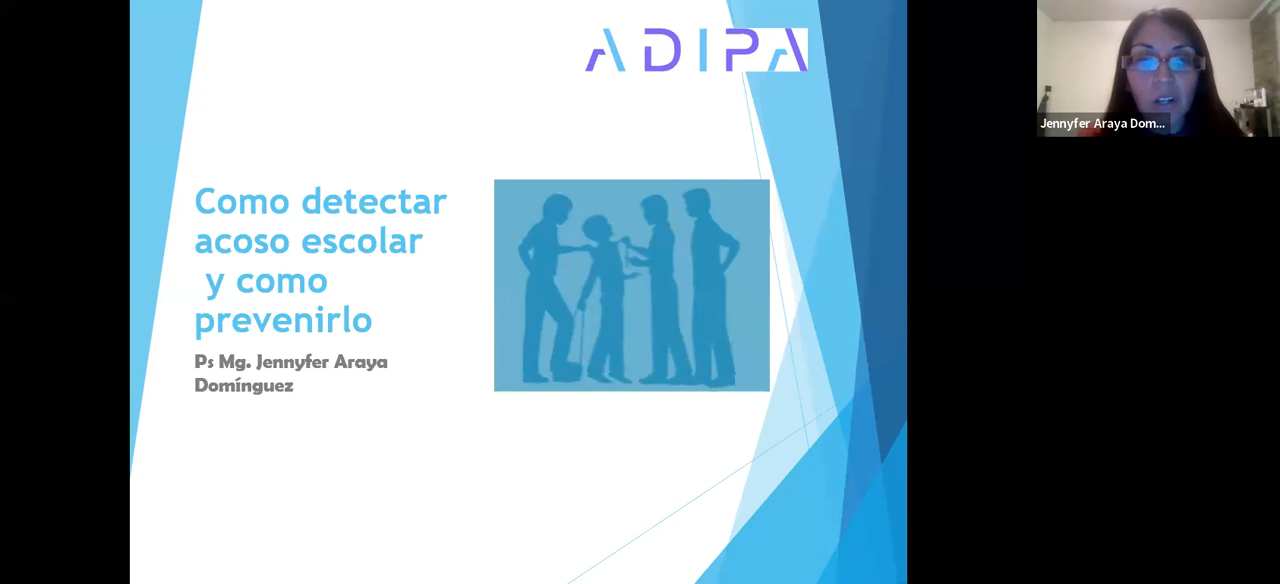 ADIPA
Como detectar
acoso escolar
y como
prevenirlo
Ps Mg. Jennyfer Araya
Domínguez
Jennyfer Araya Dom...